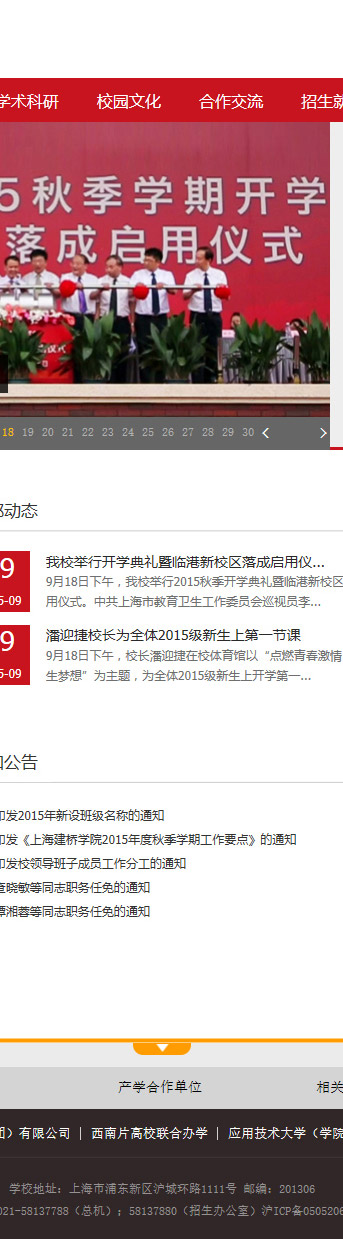 学术科研 校园文化 合作交流 招生
5秋季学期开学
落成启用仪式
18 19 20 21 22 23 24 25 26 27 28 29 30
动态
9
5-09
我校举行开学典礼暨临港新校区落成启用仪...
9月18日下午，我校举行2015秋季开学典礼暨临港新校区
用仪式。中共上海市教育卫生工作委员会巡视员李...
9
5-09
潘迎捷校长为全体2015级新生上第一节课
9月18日下午，校长潘迎捷在校体育馆以“点燃青春激情
生梦想”为主题，为全体2015级新生上开学第一...
公告
印发2015年新设班级名称的通知
印发《上海建桥学院2015年度秋季学期工作要点》的通知
印发校领导班子成员工作分工的通知
晓敏等同志职务任免的通知
湘蓉等同志职务任免的通知
产学合作单位 相关
）有限公司 | 西南片高校联合办学 | 应用技术大学（学院
学校地址：上海市浦东新区沪城环路1111号 邮编：201306
021-58137788（总机）；58137880（招生办公室）沪ICP备0505206